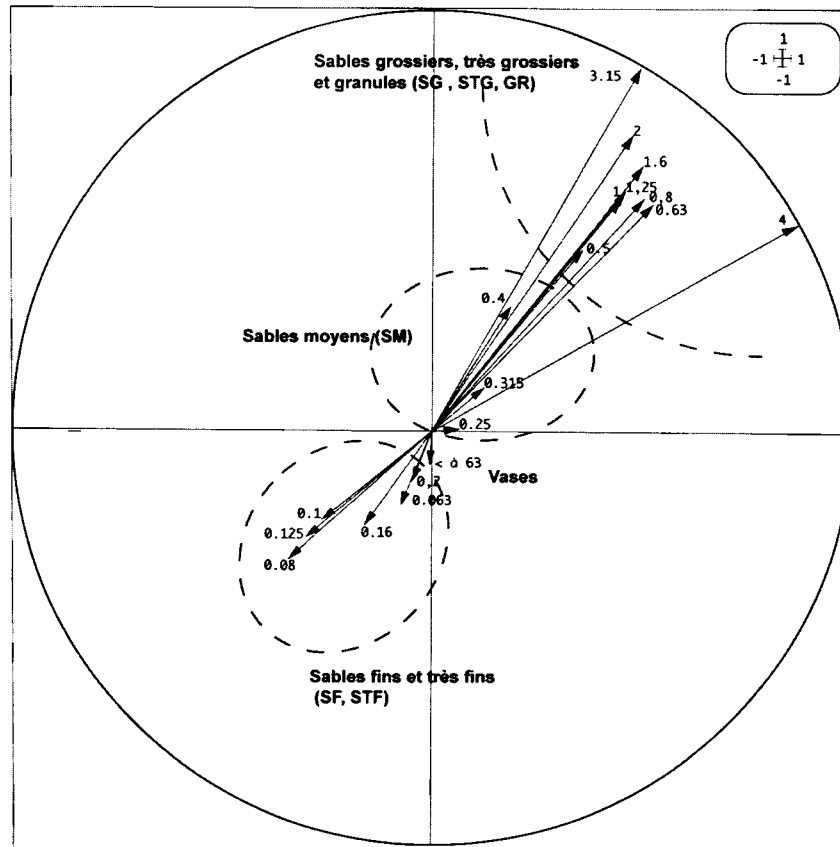 Sables grossiers, très grossiers
et granules (SG , STG, GR)
1
-1 1
-1
3.15
2
1.6
1 1,25 0,8
0.63
4
0.5
0.4
Sables moyens (SM)
0.315
0.25
< à 63
Vases
0,2
0.063
0.1
0.125
0.16
0.08
Sables fins et très fins
(SF, STF)